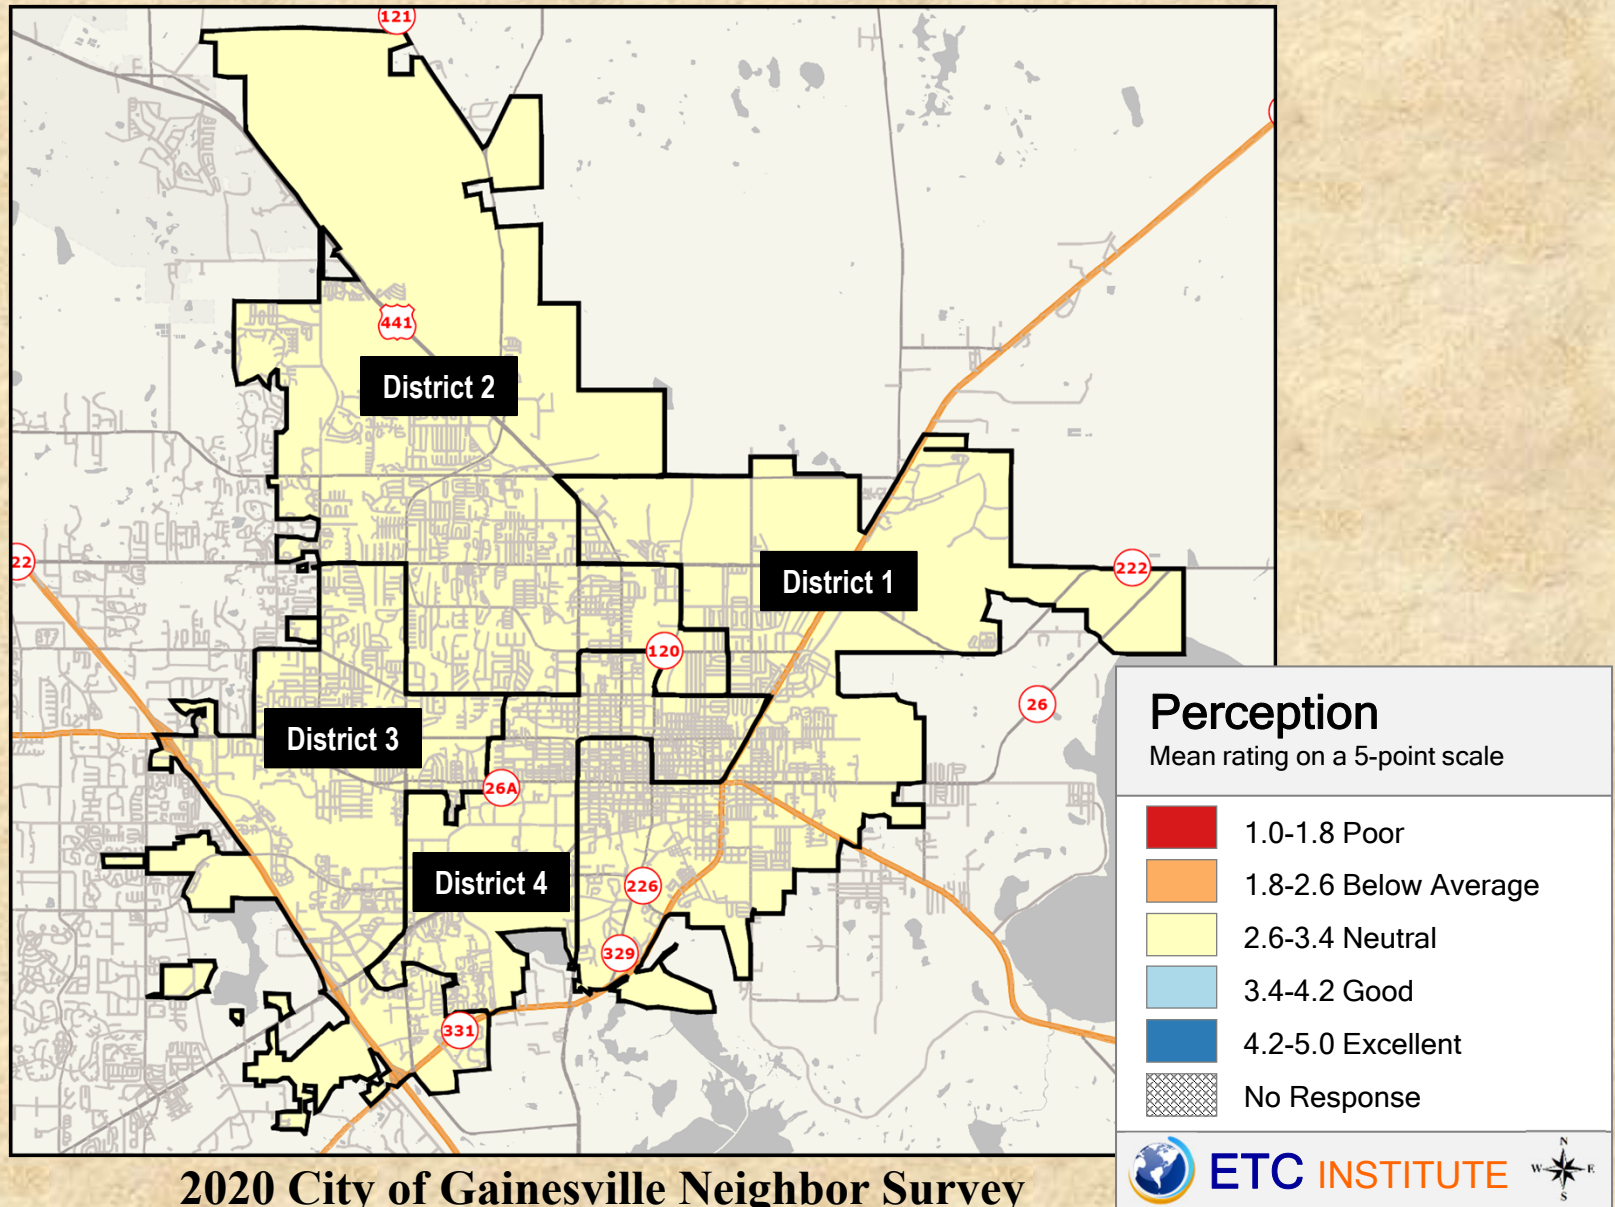 121
441
District 2
22
District 1
222
120
26
District 3
26A
District 4
226
329
331
Perception
Mean rating on a 5-point scale
1.0-1.8 Poor
1.8-2.6 Below Average
2.6-3.4 Neutral
3.4-4.2 Good
4.2-5.0 Excellent
No Response
ETC INSTITUTE
N
W E
S
2020 City of Gainesville Neighbor Survey